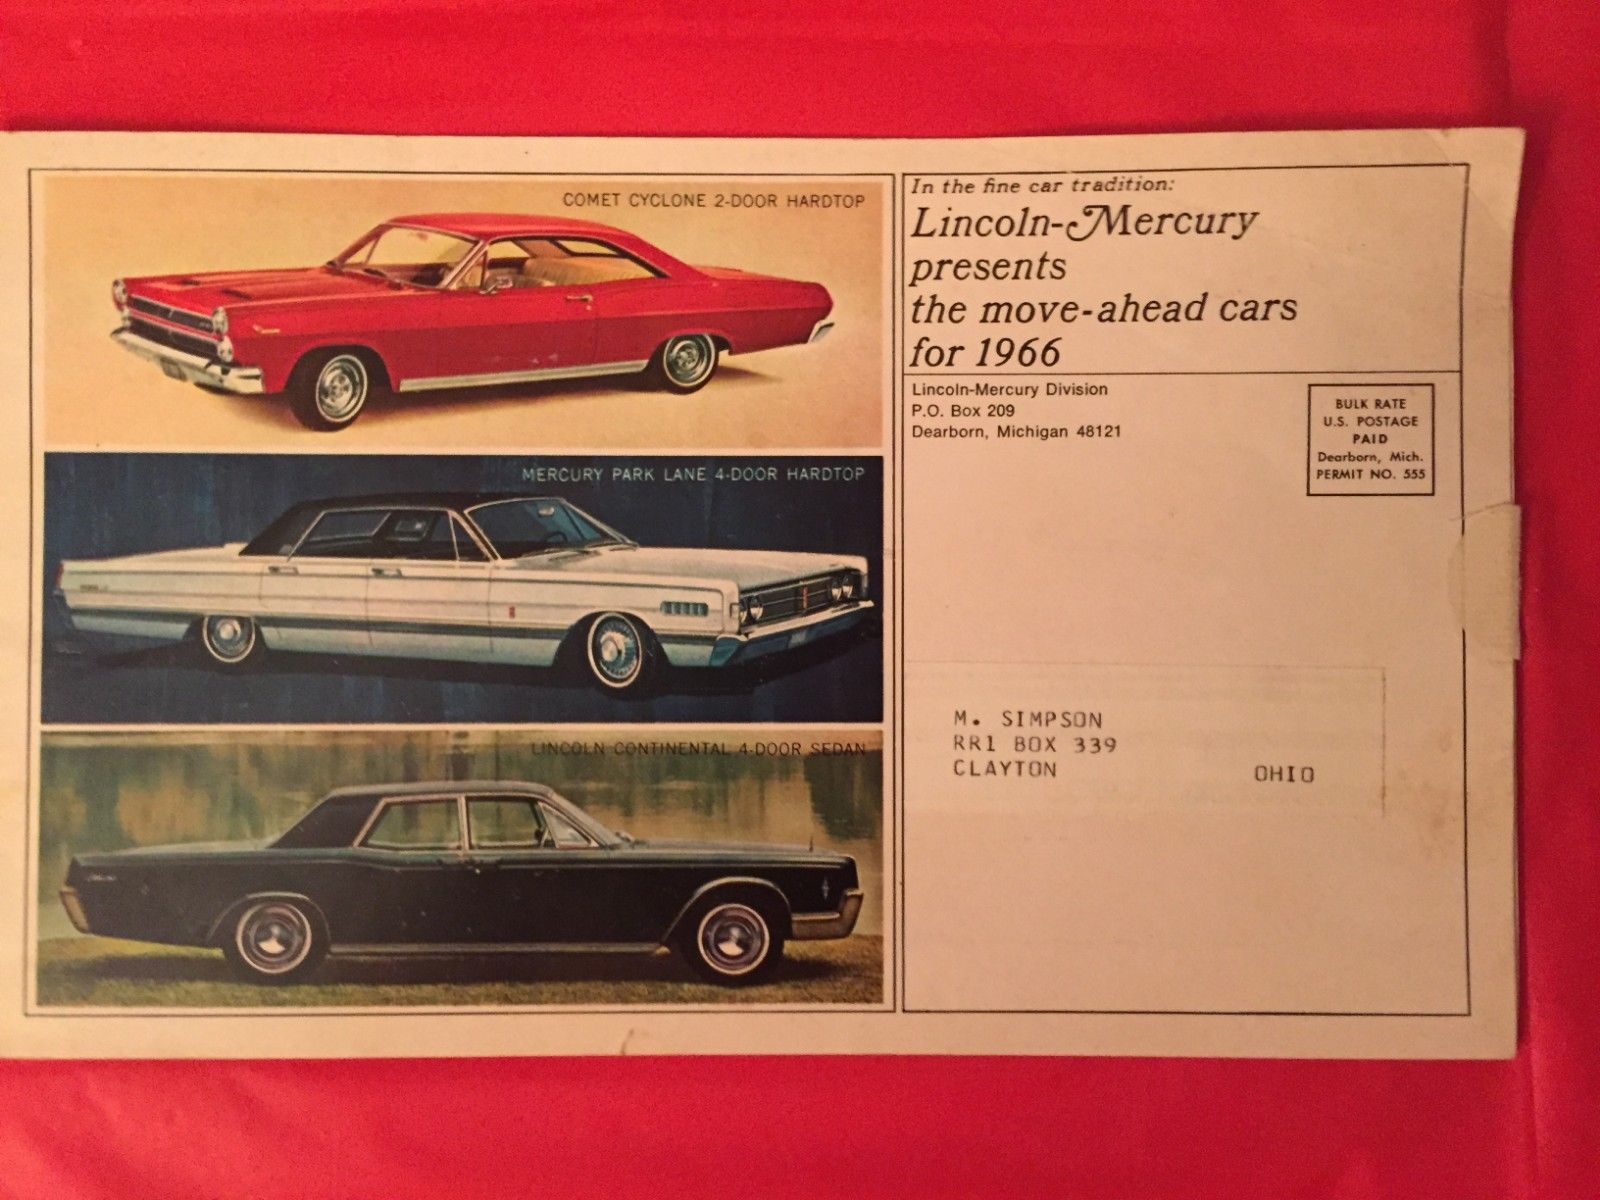 COMET CYCLONE 2-DOOR HARDTOP
MERCURY PARK LANE 4-DOOR HARDTOP
LINCOLN CONTINENTAL 4-DOOR SEDAN
In the fine car tradition:
Lincoln-Mercury
presents
the move-ahead cars
for 1966
Lincoln-Mercury Division
P.O. Box 209
Dearborn, Michigan 48121
BULK RATE
U.S. POSTAGE
PAID
Dearborn, Mich.
PERMIT NO. 555
M. SIMPSON
RR1 BOX 339
CLAYTON OHIO